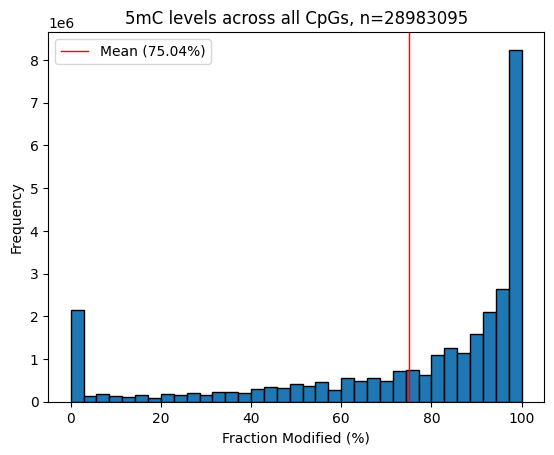 5mC levels across all CpGs, n=28983095
1e6
Mean (75.04%)
8
7
6
5
4
3
2
1
0
Frequency
0 20 40 60 80 100
Fraction Modified (%)